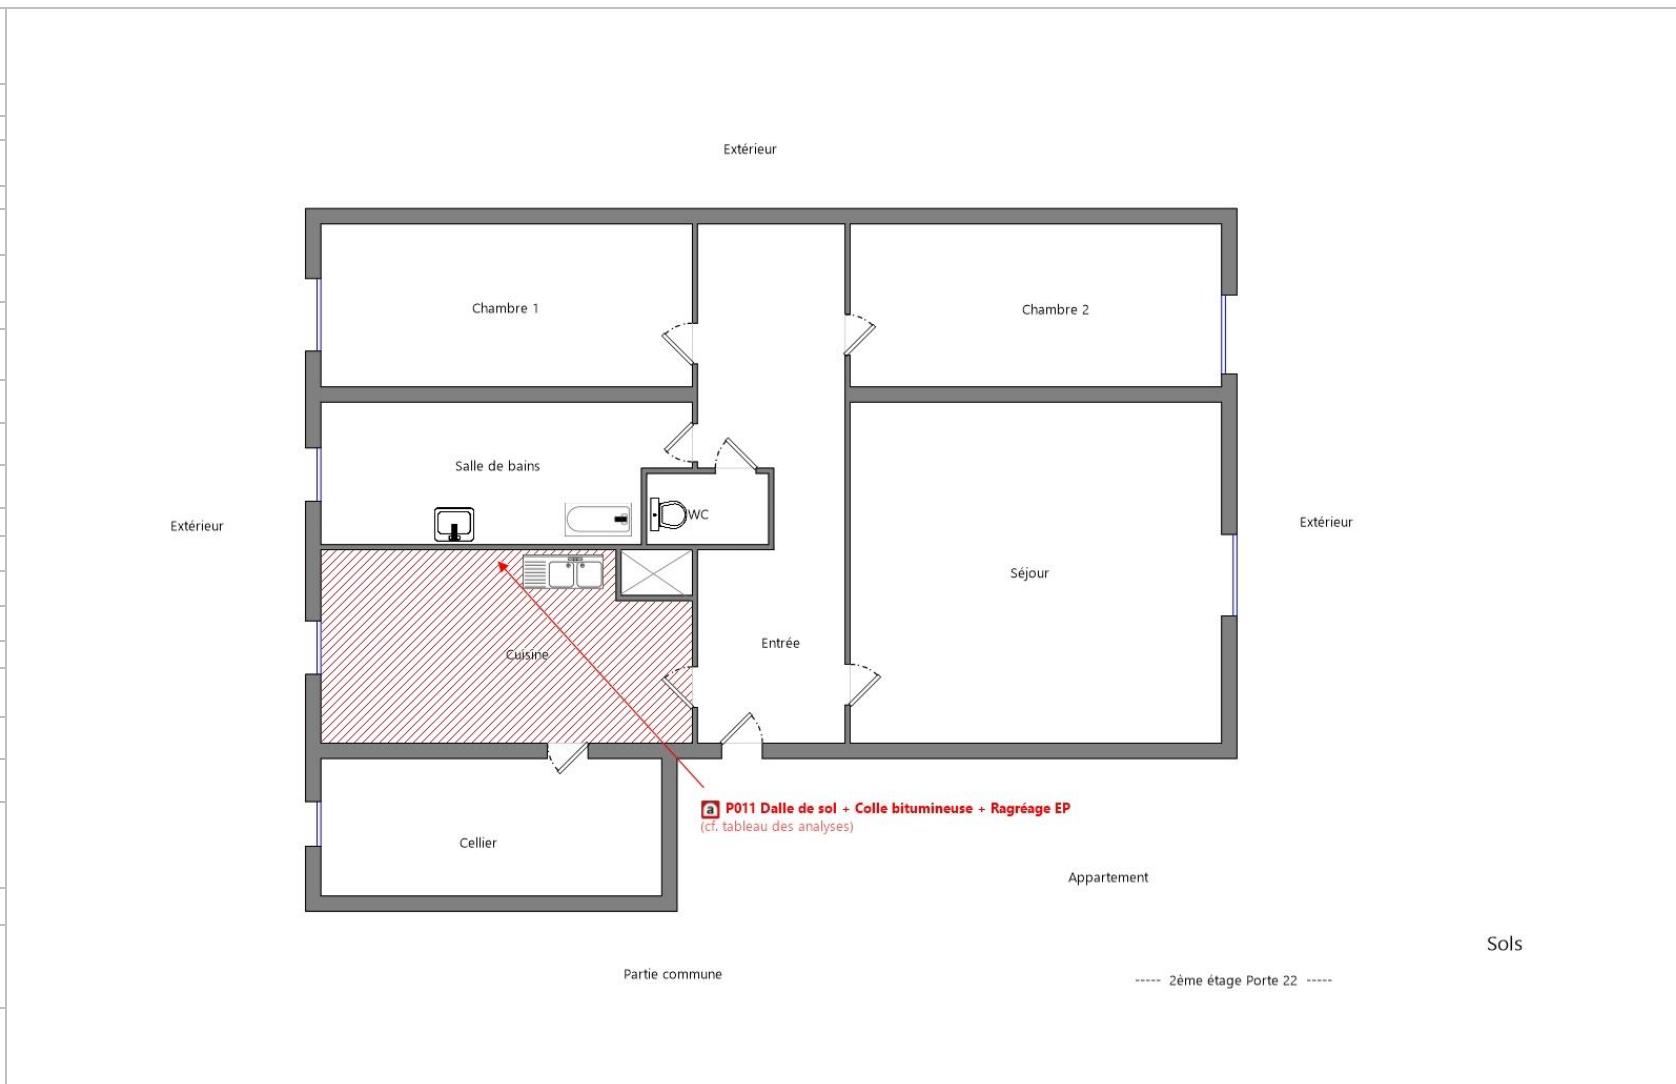 Extérieur
Chambre 1
Chambre 2
Salle de bains
WC
Extérieur
Extérieur
Séjour
Entrée
Cuisine
a P011 Dalle de sol + Colle bitumineuse + Ragréage EP
(cf. tableau des analyses)
Cellier
Appartement
Sols
Partie commune
----- 2ème étage Porte 22 -----